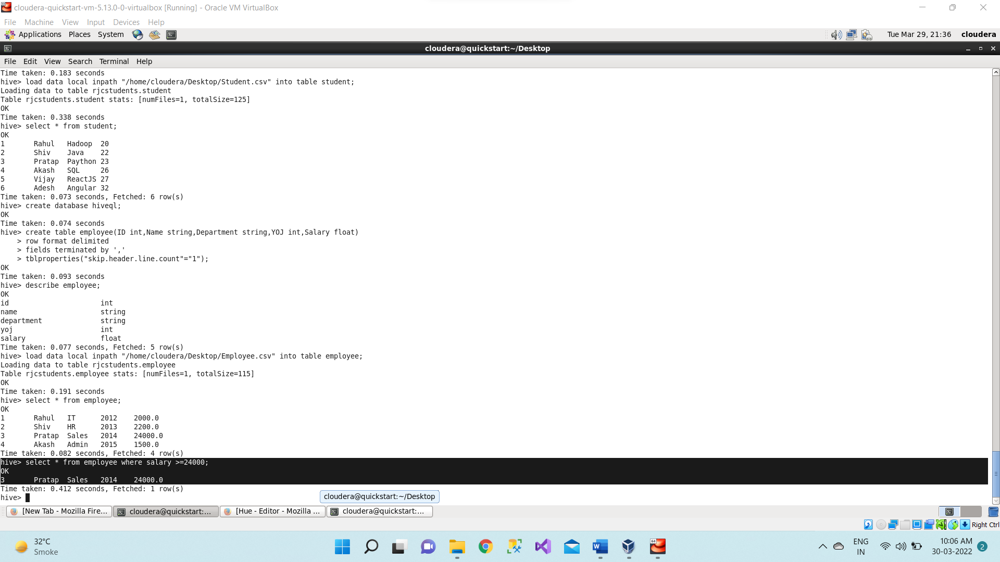 cloudera-quickstart-vm-5.13.0-0-virtualbox [Running] - Oracle VM VirtualBox
File Machine View Input Devices Help
Applications Places System Tue Mar 29, 21:36 cloudera
cloudera@quickstart:~/Desktop
File Edit View Search Terminal Help
Time taken: 0.183 seconds
hive> load data local inpath "/home/cloudera/Desktop/Student.csv" into table student;
Loading data to table rjcstudents.student
Table rjcstudents.student stats: [numFiles=1, totalSize=125]
OK
Time taken: 0.338 seconds
hive> select * from student;
OK
1 Rahul Hadoop 20
2 Shiv Java 22
3 Pratap Paython 23
4 Akash SQL 26
5 Vijay ReactJS 27
6 Adesh Angular 32
Time taken: 0.073 seconds, Fetched: 6 row(s)
hive> create database hiveql;
OK
Time taken: 0.074 seconds
hive> create table employee(ID int,Name string,Department string,YOJ int,Salary float)
> row format delimited
> fields terminated by ','
> tblproperties("skip.header.line.count"="1");
OK
Time taken: 0.093 seconds
hive> describe employee;
OK
id int
name string
department string
yoj int
salary float
Time taken: 0.077 seconds, Fetched: 5 row(s)
hive> load data local inpath "/home/cloudera/Desktop/Employee.csv" into table employee;
Loading data to table rjcstudents.employee
Table rjcstudents.employee stats: [numFiles=1, totalSize=115]
OK
Time taken: 0.191 seconds
hive> select * from employee;
OK
1 Rahul IT 2012 2000.0
2 Shiv HR 2013 2200.0
3 Pratap Sales 2014 24000.0
4 Akash Admin 2015 1500.0
Time taken: 0.082 seconds, Fetched: 4 row(s)
hive> select * from employee where salary >=24000;
OK
3 Pratap Sales 2014 24000.0
Time taken: 0.412 seconds, Fetched: 1 row(s)
hive>
cloudera@quickstart:~/Desktop
[New Tab - Mozilla Fire... cloudera@quickstart:... [Hue - Editor - Mozilla ... cloudera@quickstart:...
Right Ctrl
32°C
Smoke
64
64
ENG
IN
10:06 AM
30-03-2022
2